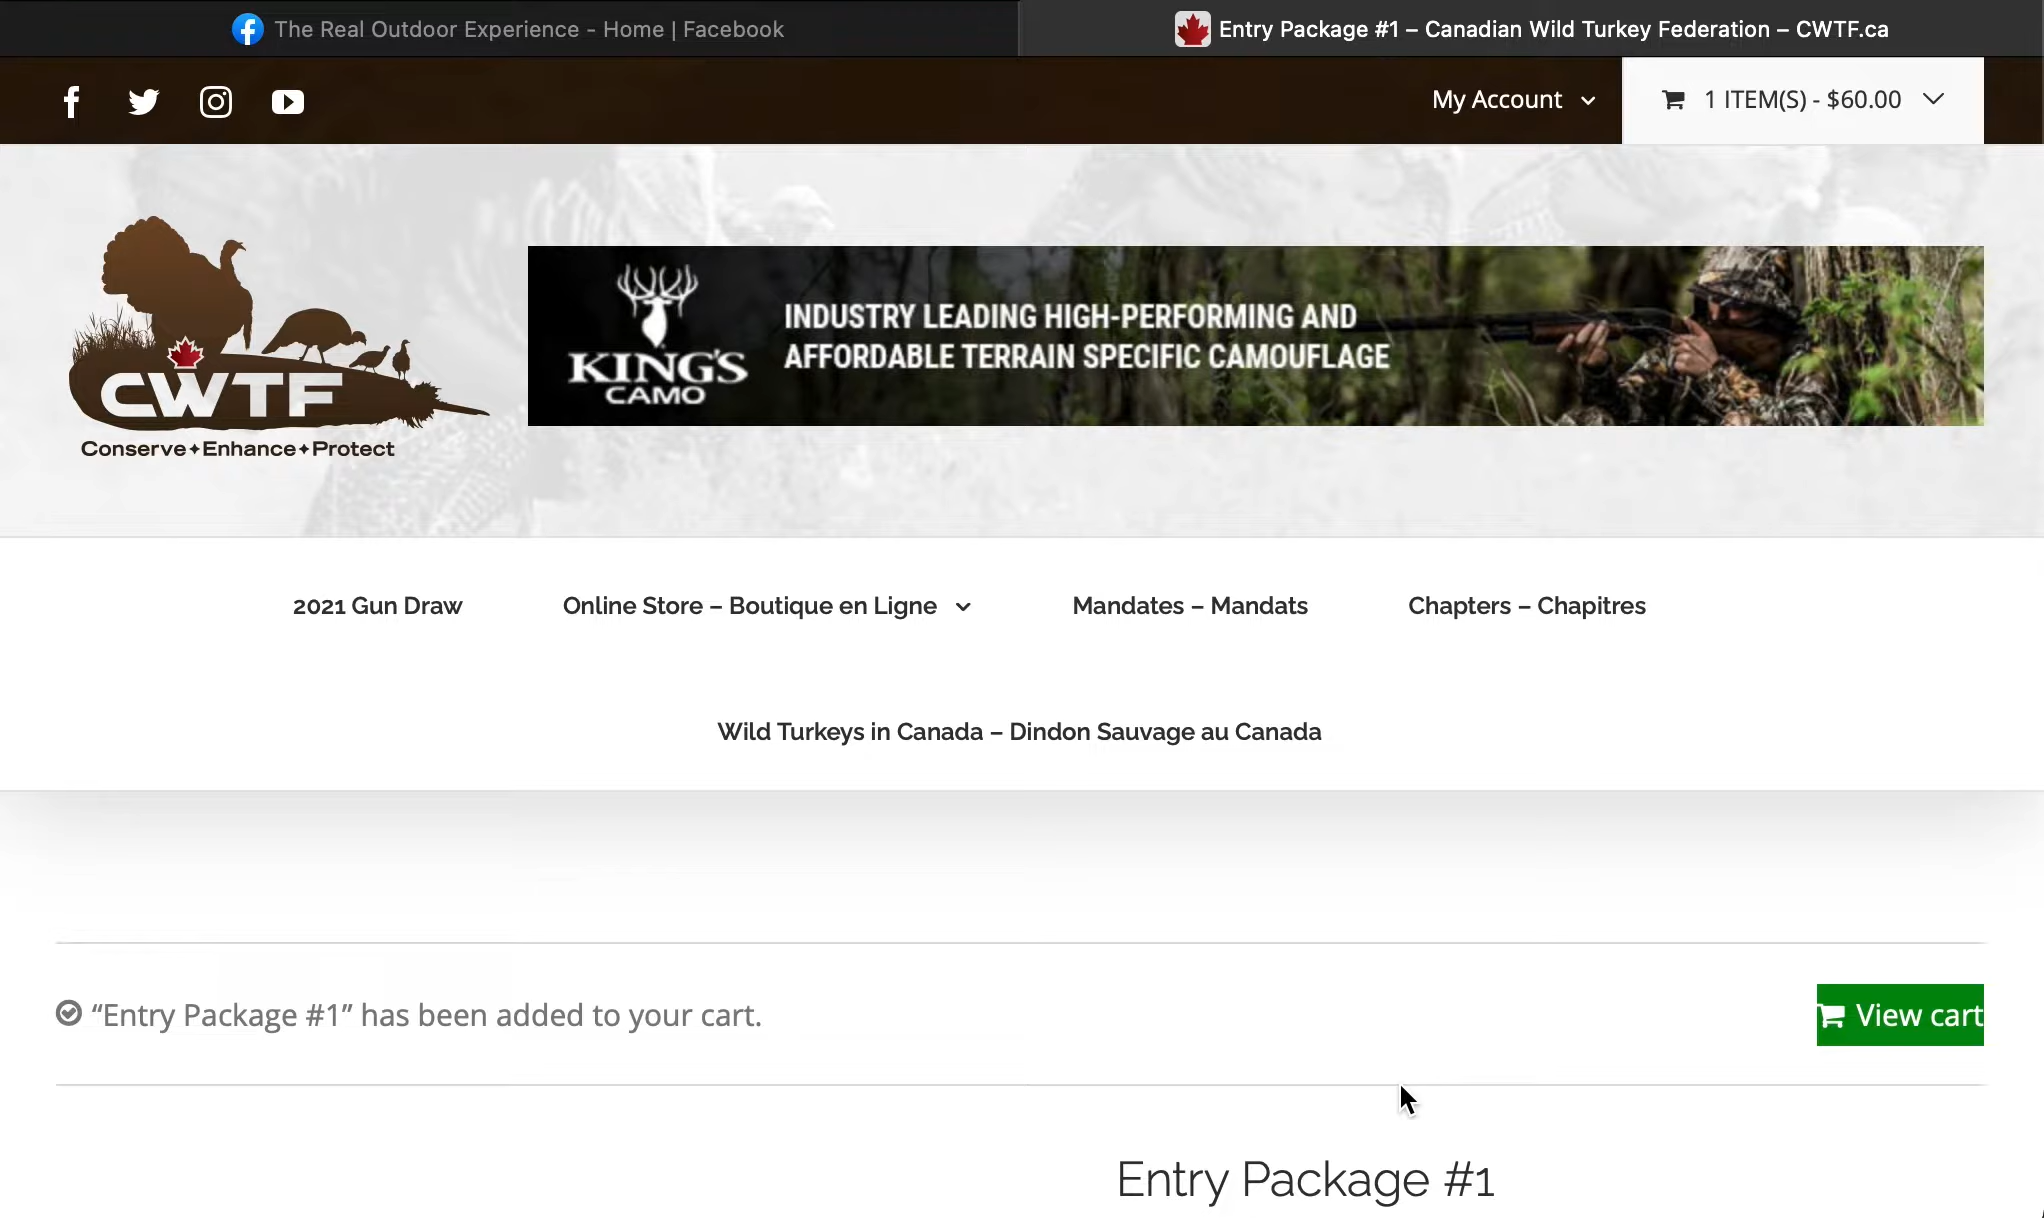 The Real Outdoor Experience - Home | Facebook
Entry Package #1 – Canadian Wild Turkey Federation – CWTF.ca
My Account
1 ITEM(S) - $60.00
CWTF
Conserve✦Enhance✦Protect
KING'S
CAMO
INDUSTRY LEADING HIGH-PERFORMING AND
AFFORDABLE TERRAIN SPECIFIC CAMOUFLAGE
2021 Gun Draw
Online Store – Boutique en Ligne
Mandates – Mandats
Chapters – Chapitres
Wild Turkeys in Canada – Dindon Sauvage au Canada
“Entry Package #1” has been added to your cart.
View cart
Entry Package #1